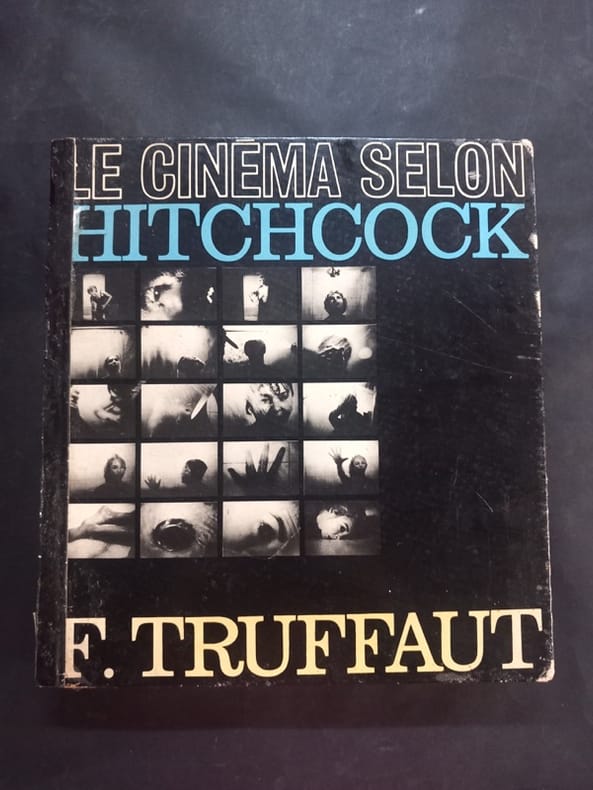 LE CINÉMA SELON
HITCHCOCK
F. TRUFFAUT